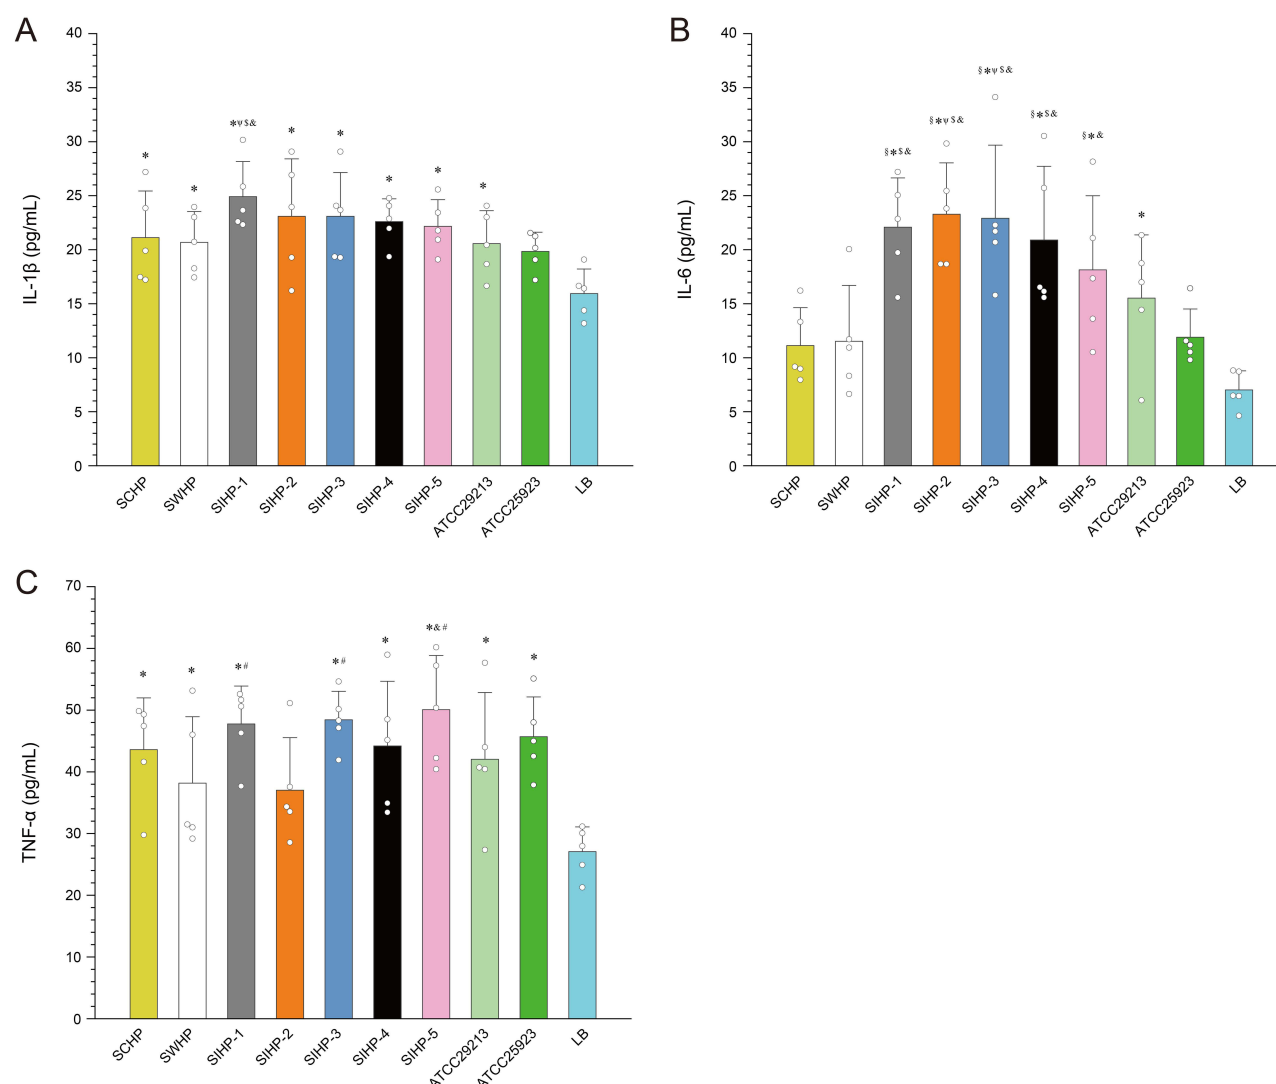 A
IL-1β (pg/mL)
40
35
30
25
20
15
10
5
0
*
*
*ψ$&
*
*
*
*
*
SCHP
SWHP
SIHP-1
SIHP-2
SIHP-3
SIHP-4
SIHP-5
ATCC29213
ATCC25923
LB
B
IL-6 (pg/mL)
40
35
30
25
20
15
10
5
0
§*$&
§*ψ$&
§*ψ$&
§*$&
§*&
*
SCHP
SWHP
SIHP-1
SIHP-2
SIHP-3
SIHP-4
SIHP-5
ATCC29213
ATCC25923
LB
C
TNF-α (pg/mL)
70
60
50
40
30
20
10
0
*
*
*#
*#
*
*&#
*
*
SCHP
SWHP
SIHP-1
SIHP-2
SIHP-3
SIHP-4
SIHP-5
ATCC29213
ATCC25923
LB